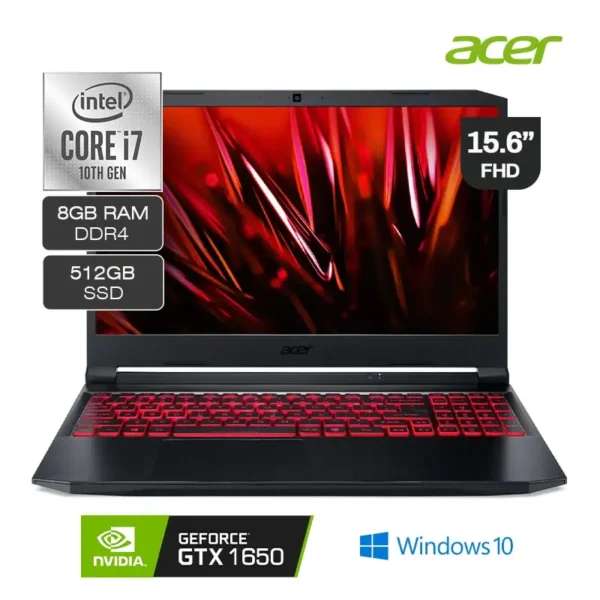 acer
intel
CORE i7
10TH GEN
15.6”
FHD
8GB RAM
DDR4
512GB
SSD
acer
NVIDIA.
GEFORCE
GTX 1650
Windows 10